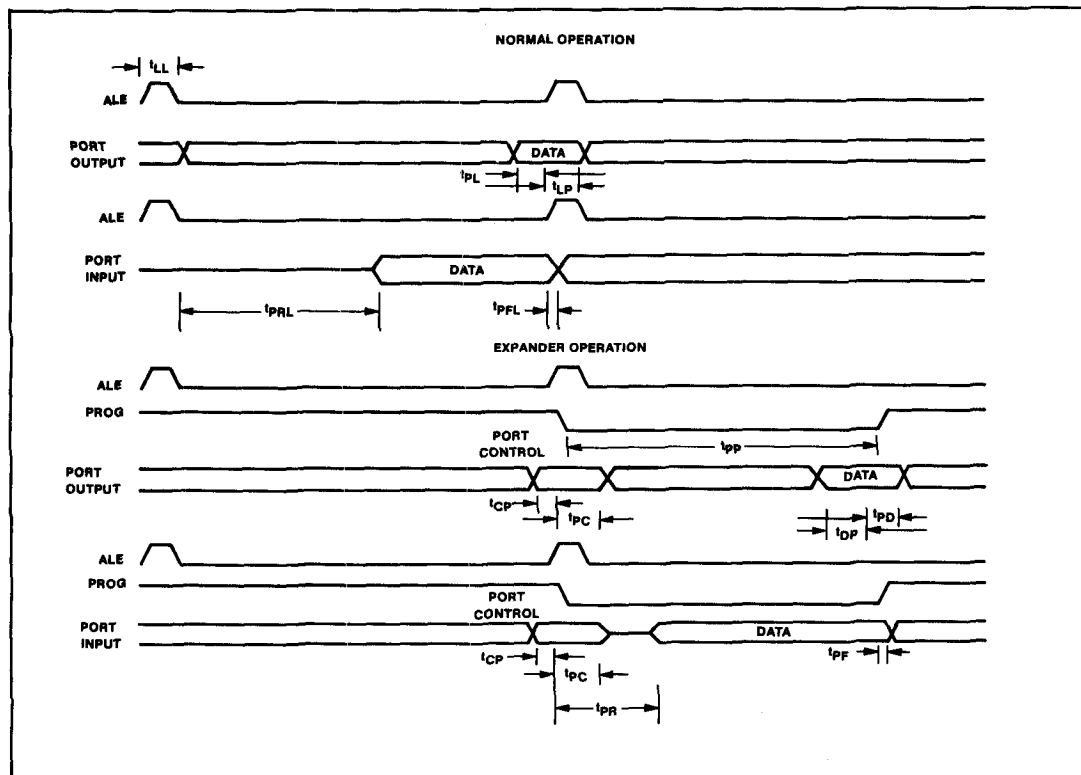 NORMAL OPERATION
tLL
ALE
PORT
OUTPUT
DATA
tPL
tLP
ALE
PORT
INPUT
DATA
tPRL
tPFL
EXPANDER OPERATION
ALE
PROG
PORT
CONTROL
tPP
PORT
OUTPUT
DATA
tCP
tPC
tPD
tDP
ALE
PROG
PORT
CONTROL
PORT
INPUT
DATA
tCP
tPC
tPF
tPR